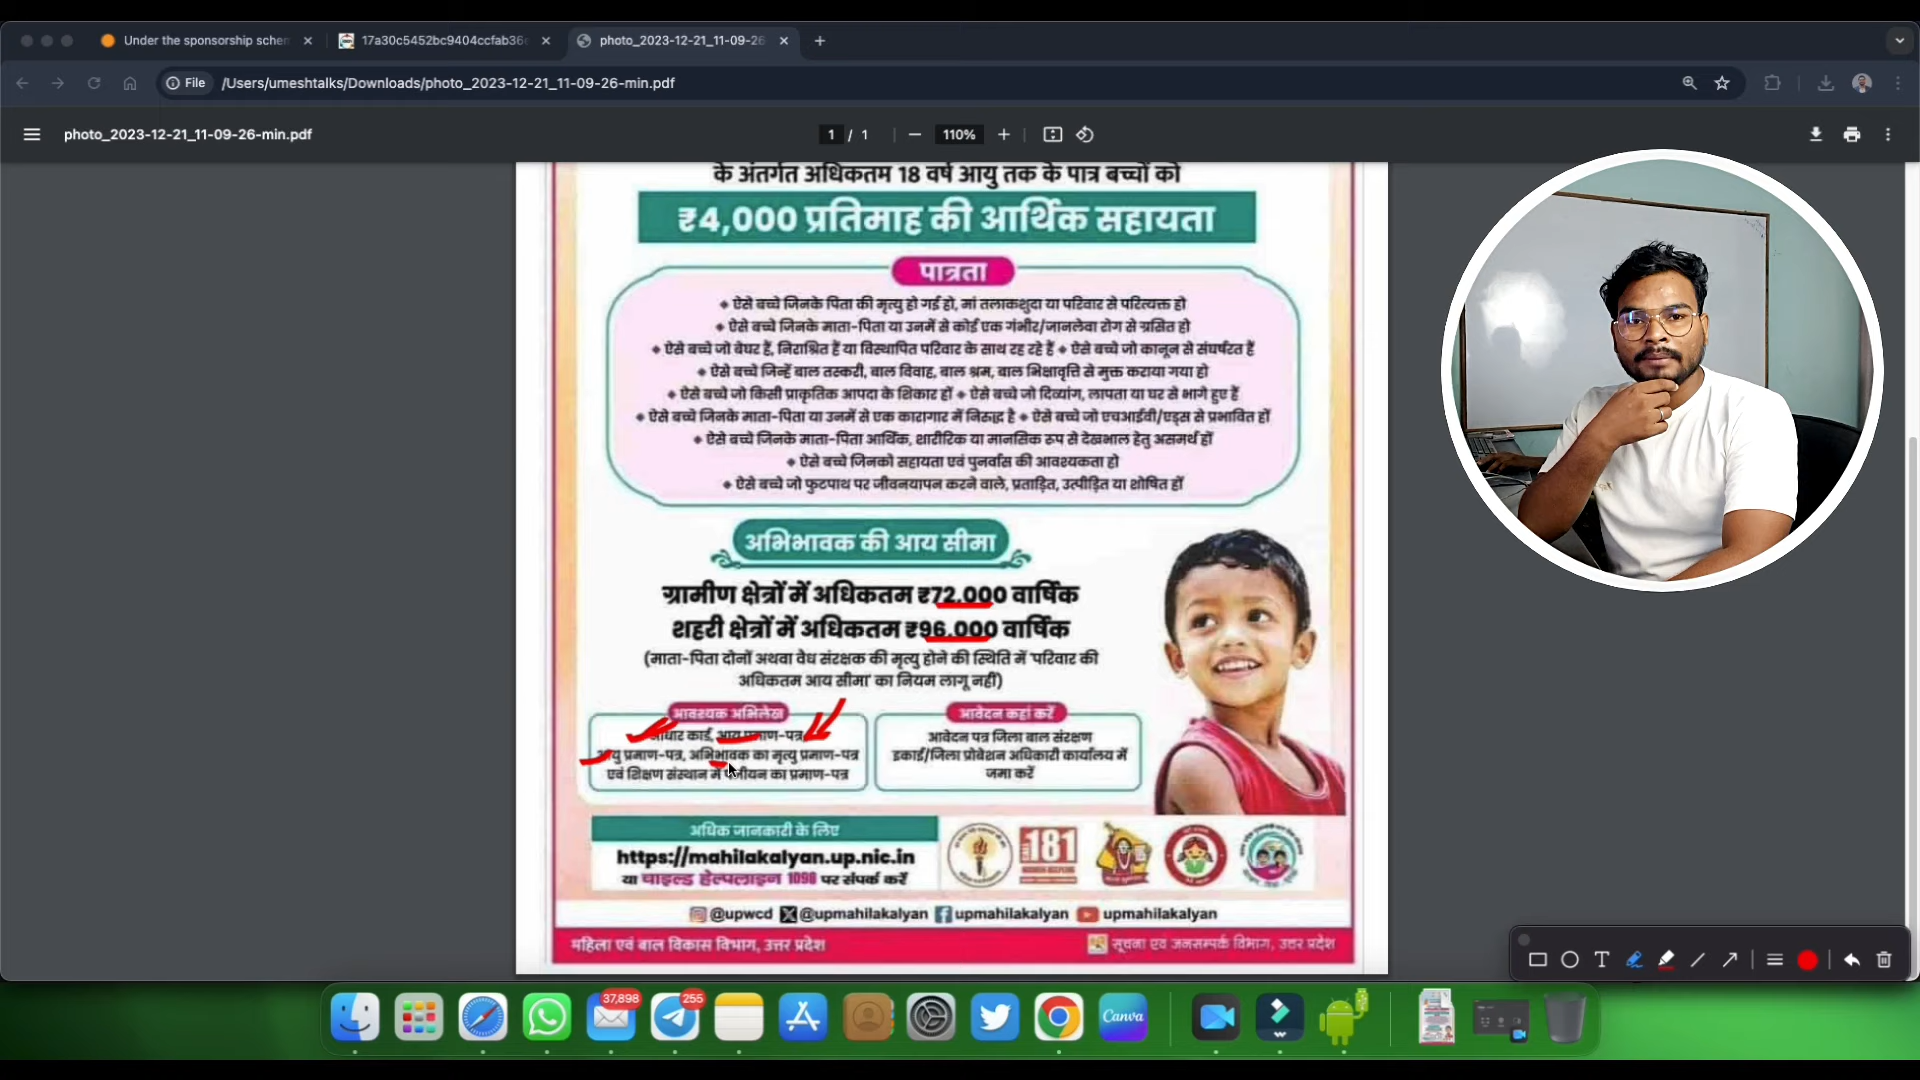 Under the sponsorship schem
17a30c5452bc9404ccfab36
photo_2023-12-21_11-09-26
File
/Users/umeshtalks/Downloads/photo_2023-12-21_11-09-26-min.pdf
photo_2023-12-21_11-09-26-min.pdf
1 / 1
110%
के अंतर्गत अधिकतम 18 वर्ष आयु तक के पात्र बच्चों को
₹4,000 प्रतिमाह की आर्थिक सहायता
पात्रता
ऐसे बच्चे जिनके पिता की मृत्यु हो गई हो, मां तलाकशुदा या परिवार से परित्यक्त हो
ऐसे बच्चे जिनके माता-पिता या उनमें से कोई एक गंभीर/जानलेवा रोग से ग्रसित हो
ऐसे बच्चे जो बेघर हैं, निराश्रित हैं या विस्थापित परिवार के साथ रह रहे हैं ऐसे बच्चे जो कानून से संघर्षरत हैं
ऐसे बच्चे जिन्हें बाल तस्करी, बाल विवाह, बाल श्रम, बाल भिक्षावृत्ति से मुक्त कराया गया हो
ऐसे बच्चे जो किसी प्राकृतिक आपदा के शिकार हों ऐसे बच्चे जो दिव्यांग, लापता या घर से भागे हुए हैं
ऐसे बच्चे जिनके माता-पिता या उनमें से एक कारागार में निरुद्ध है ऐसे बच्चे जो एचआईवी/एड्स से प्रभावित हों
ऐसे बच्चे जिनके माता-पिता आर्थिक, शारीरिक या मानसिक रूप से देखभाल हेतु असमर्थ हों
ऐसे बच्चे जिनको सहायता एवं पुनर्वास की आवश्यकता हो
ऐसे बच्चे जो फुटपाथ पर जीवनयापन करने वाले, प्रताड़ित, उत्पीड़ित या शोषित हों
अभिभावक की आय सीमा
ग्रामीण क्षेत्रों में अधिकतम ₹72,000 वार्षिक
शहरी क्षेत्रों में अधिकतम ₹96,000 वार्षिक
(माता-पिता दोनों अथवा वैध संरक्षक की मृत्यु होने की स्थिति में 'परिवार की
अधिकतम आय सीमा' का नियम लागू नहीं)
आवश्यक अभिलेख
आधार कार्ड, आय प्रमाण-पत्र,
आयु प्रमाण-पत्र, अभिभावक का मृत्यु प्रमाण-पत्र
एवं शिक्षण संस्थान में पंजीयन का प्रमाण-पत्र
आवेदन कहां करें
आवेदन पत्र जिला बाल संरक्षण
इकाई/जिला प्रोबेशन अधिकारी कार्यालय में
जमा करें
अधिक जानकारी के लिए
https://mahilakalyan.up.nic.in
या चाइल्ड हेल्पलाइन 1098 पर संपर्क करें
181
@upwcd @upmahilakalyan upmahilakalyan upmahilakalyan
महिला एवं बाल विकास विभाग, उत्तर प्रदेश
सूचना एवं जनसम्पर्क विभाग, उत्तर प्रदेश
T
37,898
255
Canva